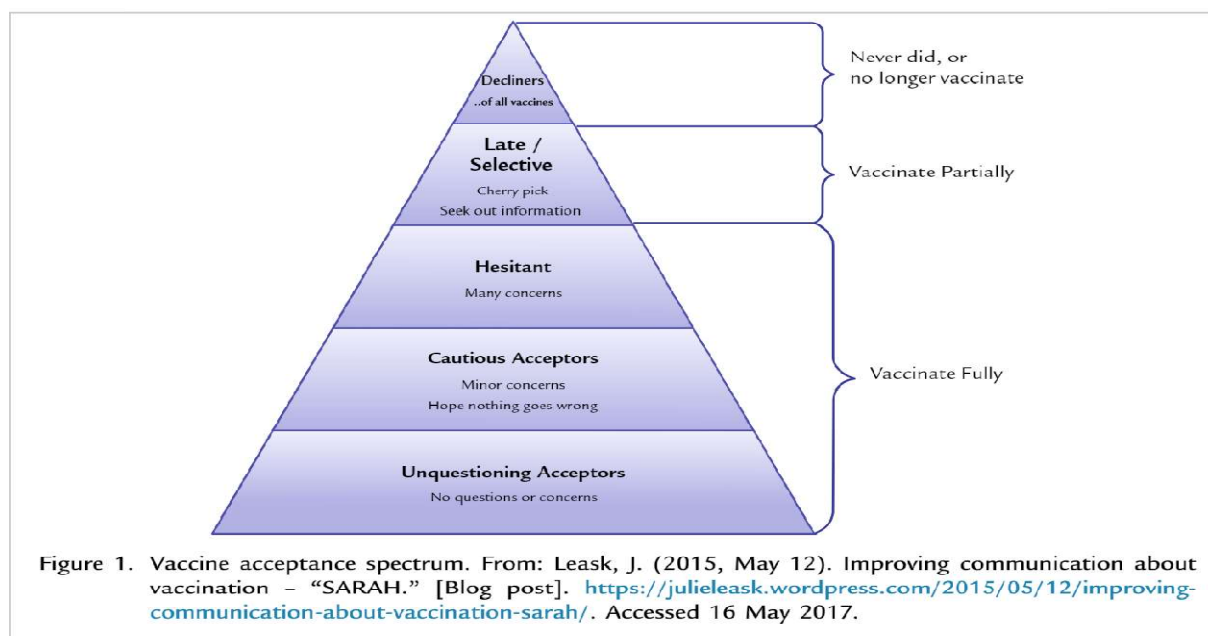 Decliners
..of all vaccines
Never did, or
no longer vaccinate
Late /
Selective
Cherry pick
Seek out information
Vaccinate Partially
Hesitant
Many concerns
Cautious Acceptors
Minor concerns
Hope nothing goes wrong
Vaccinate Fully
Unquestioning Acceptors
No questions or concerns
Figure 1. Vaccine acceptance spectrum. From: Leask, J. (2015, May 12). Improving communication about
vaccination – “SARAH.” [Blog post]. https://julieleask.wordpress.com/2015/05/12/improving-
communication-about-vaccination-sarah/. Accessed 16 May 2017.